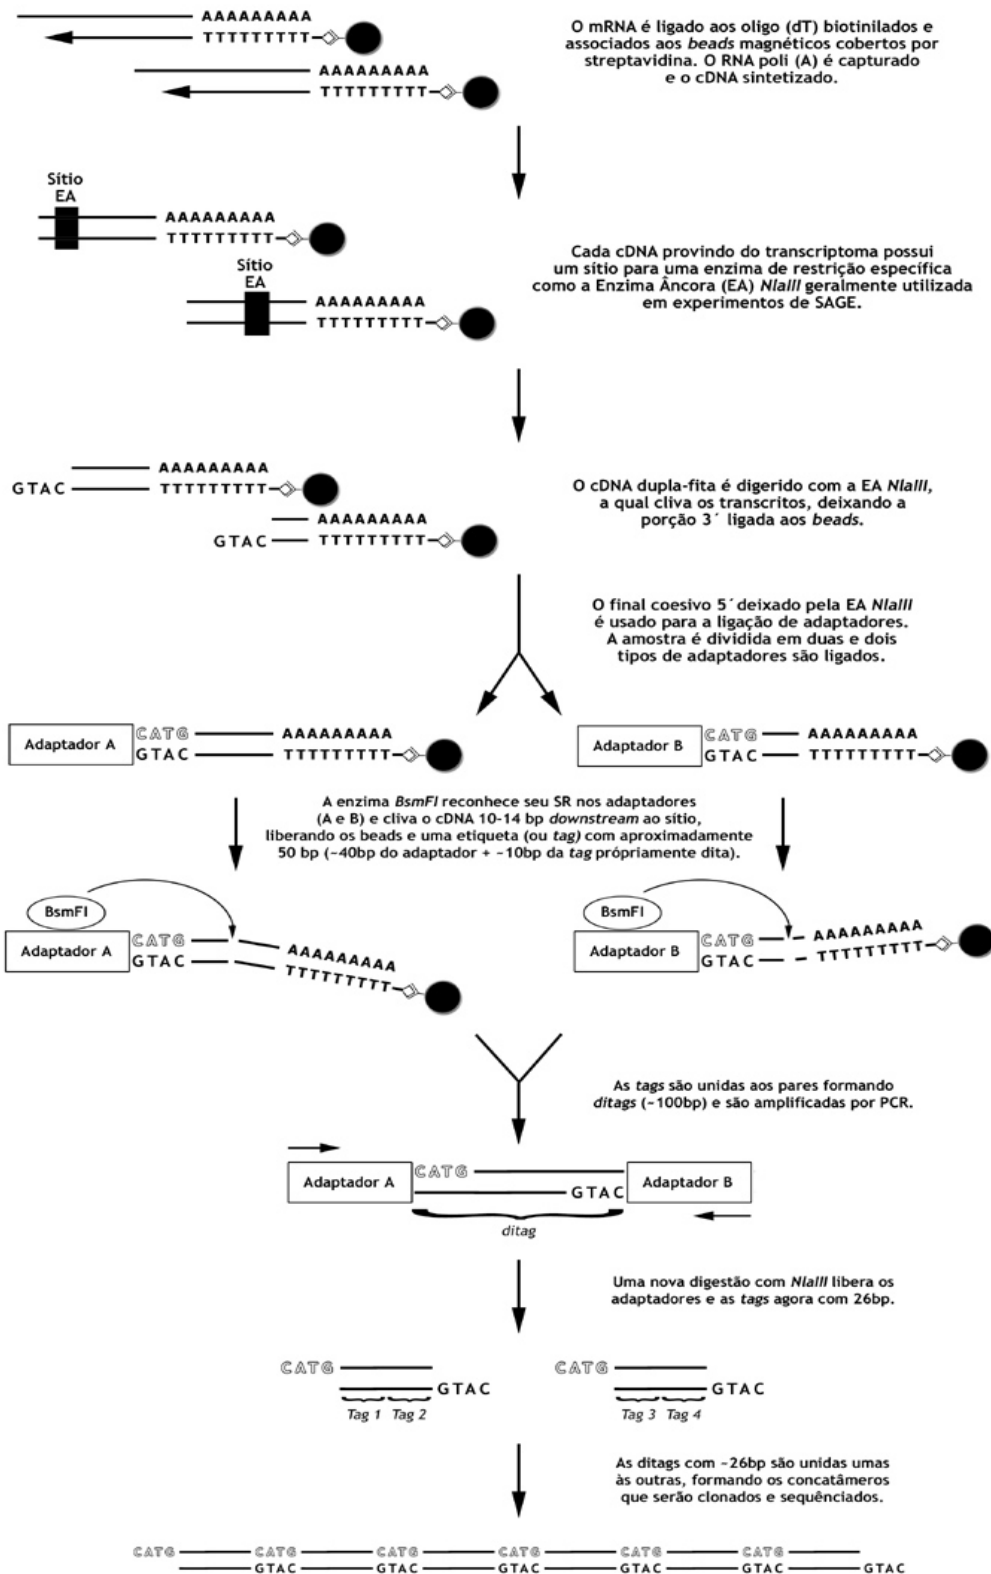 AAAAAAAAA
TTTTTTTTT
AAAAAAAAA
TTTTTTTTT
O mRNA é ligado aos oligo (dT) biotinilados e
associados aos beads magnéticos cobertos por
streptavidina. O RNA poli (A) é capturado
e o cDNA sintetizado.
Sítio
EA
AAAAAAAAA
TTTTTTTTT
Sítio
EA
AAAAAAAAA
TTTTTTTTT
Cada cDNA provindo do transcriptoma possui
um sítio para uma enzima de restrição específica
como a Enzima Âncora (EA) NlaIII geralmente utilizada
em experimentos de SAGE.
AAAAAAAAA
GTAC TTTTTTTTT
AAAAAAAAA
GTAC TTTTTTTTT
O cDNA dupla-fita é digerido com a EA NlaIII,
a qual cliva os transcritos, deixando a
porção 3´ ligada aos beads.
O final coesivo 5´deixado pela EA NlaIII
é usado para a ligação de adaptadores.
A amostra é dividida em duas e dois
tipos de adaptadores são ligados.
Adaptador A
CATG AAAAAAAAA
GTAC TTTTTTTTT
Adaptador B
CATG AAAAAAAAA
GTAC TTTTTTTTT
A enzima BsmFI reconhece seu SR nos adaptadores
(A e B) e cliva o cDNA 10-14 bp downstream ao sítio,
liberando os beads e uma etiqueta (ou tag) com aproximadamente
50 bp (~40bp do adaptador + ~10bp da tag própriamente dita).
BsmFI
Adaptador A
CATG AAAAAAAAA
GTAC TTTTTTTTT
BsmFI
Adaptador B
CATG AAAAAAAAA
GTAC TTTTTTTTT
As tags são unidas aos pares formando
ditags (~100bp) e são amplificadas por PCR.
Adaptador A
CATG
GTAC
Adaptador B
ditag
Uma nova digestão com NlaIII libera os
adaptadores e as tags agora com 26bp.
CATG
GTAC
Tag 1 Tag 2
CATG
GTAC
Tag 3 Tag 4
As ditags com ~26bp são unidas umas
às outras, formando os concatâmeros
que serão clonados e sequênciados.
CATG CATG CATG CATG CATG CATG
GTAC GTAC GTAC GTAC GTAC GTAC